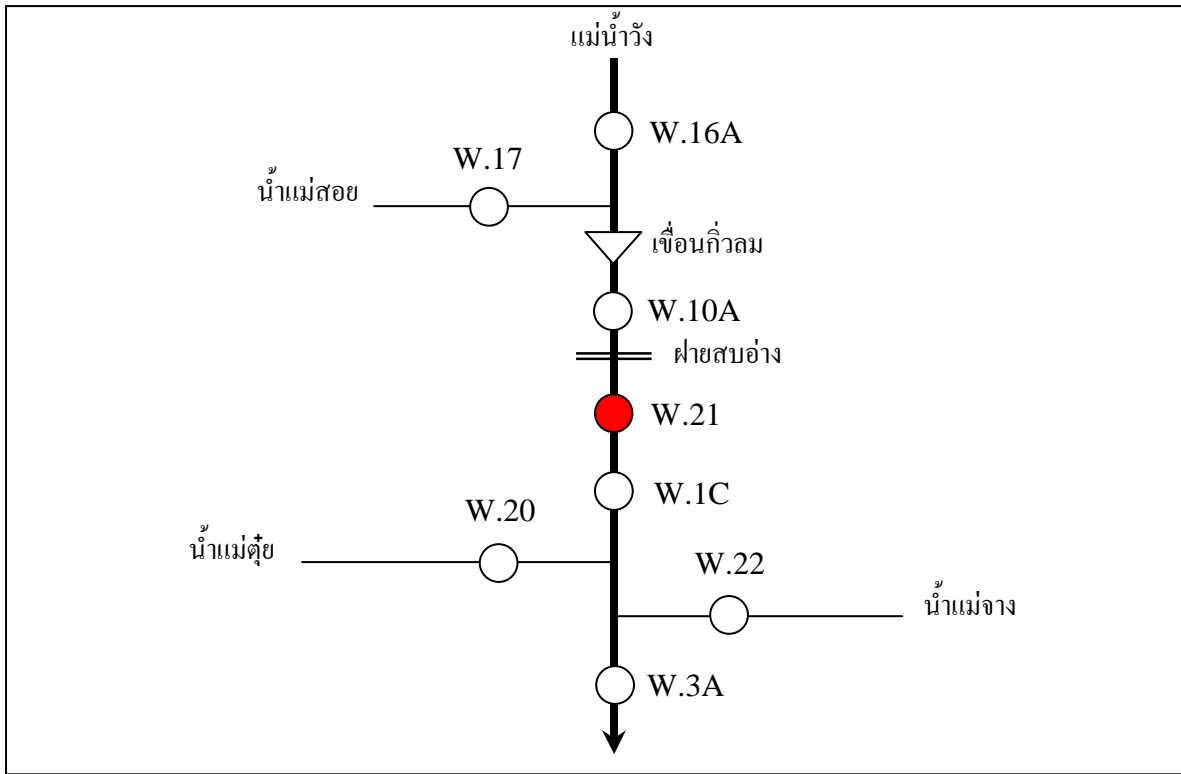 แม่น้ำวัง
W.16A
W.17
น้ำแม่สอย
เขื่อนกิ่วลม
W.10A
ฝายสบอ่าง
W.21
W.1C
W.20
น้ำแม่ตุ๋ย
W.22
น้ำแม่จาง
W.3A